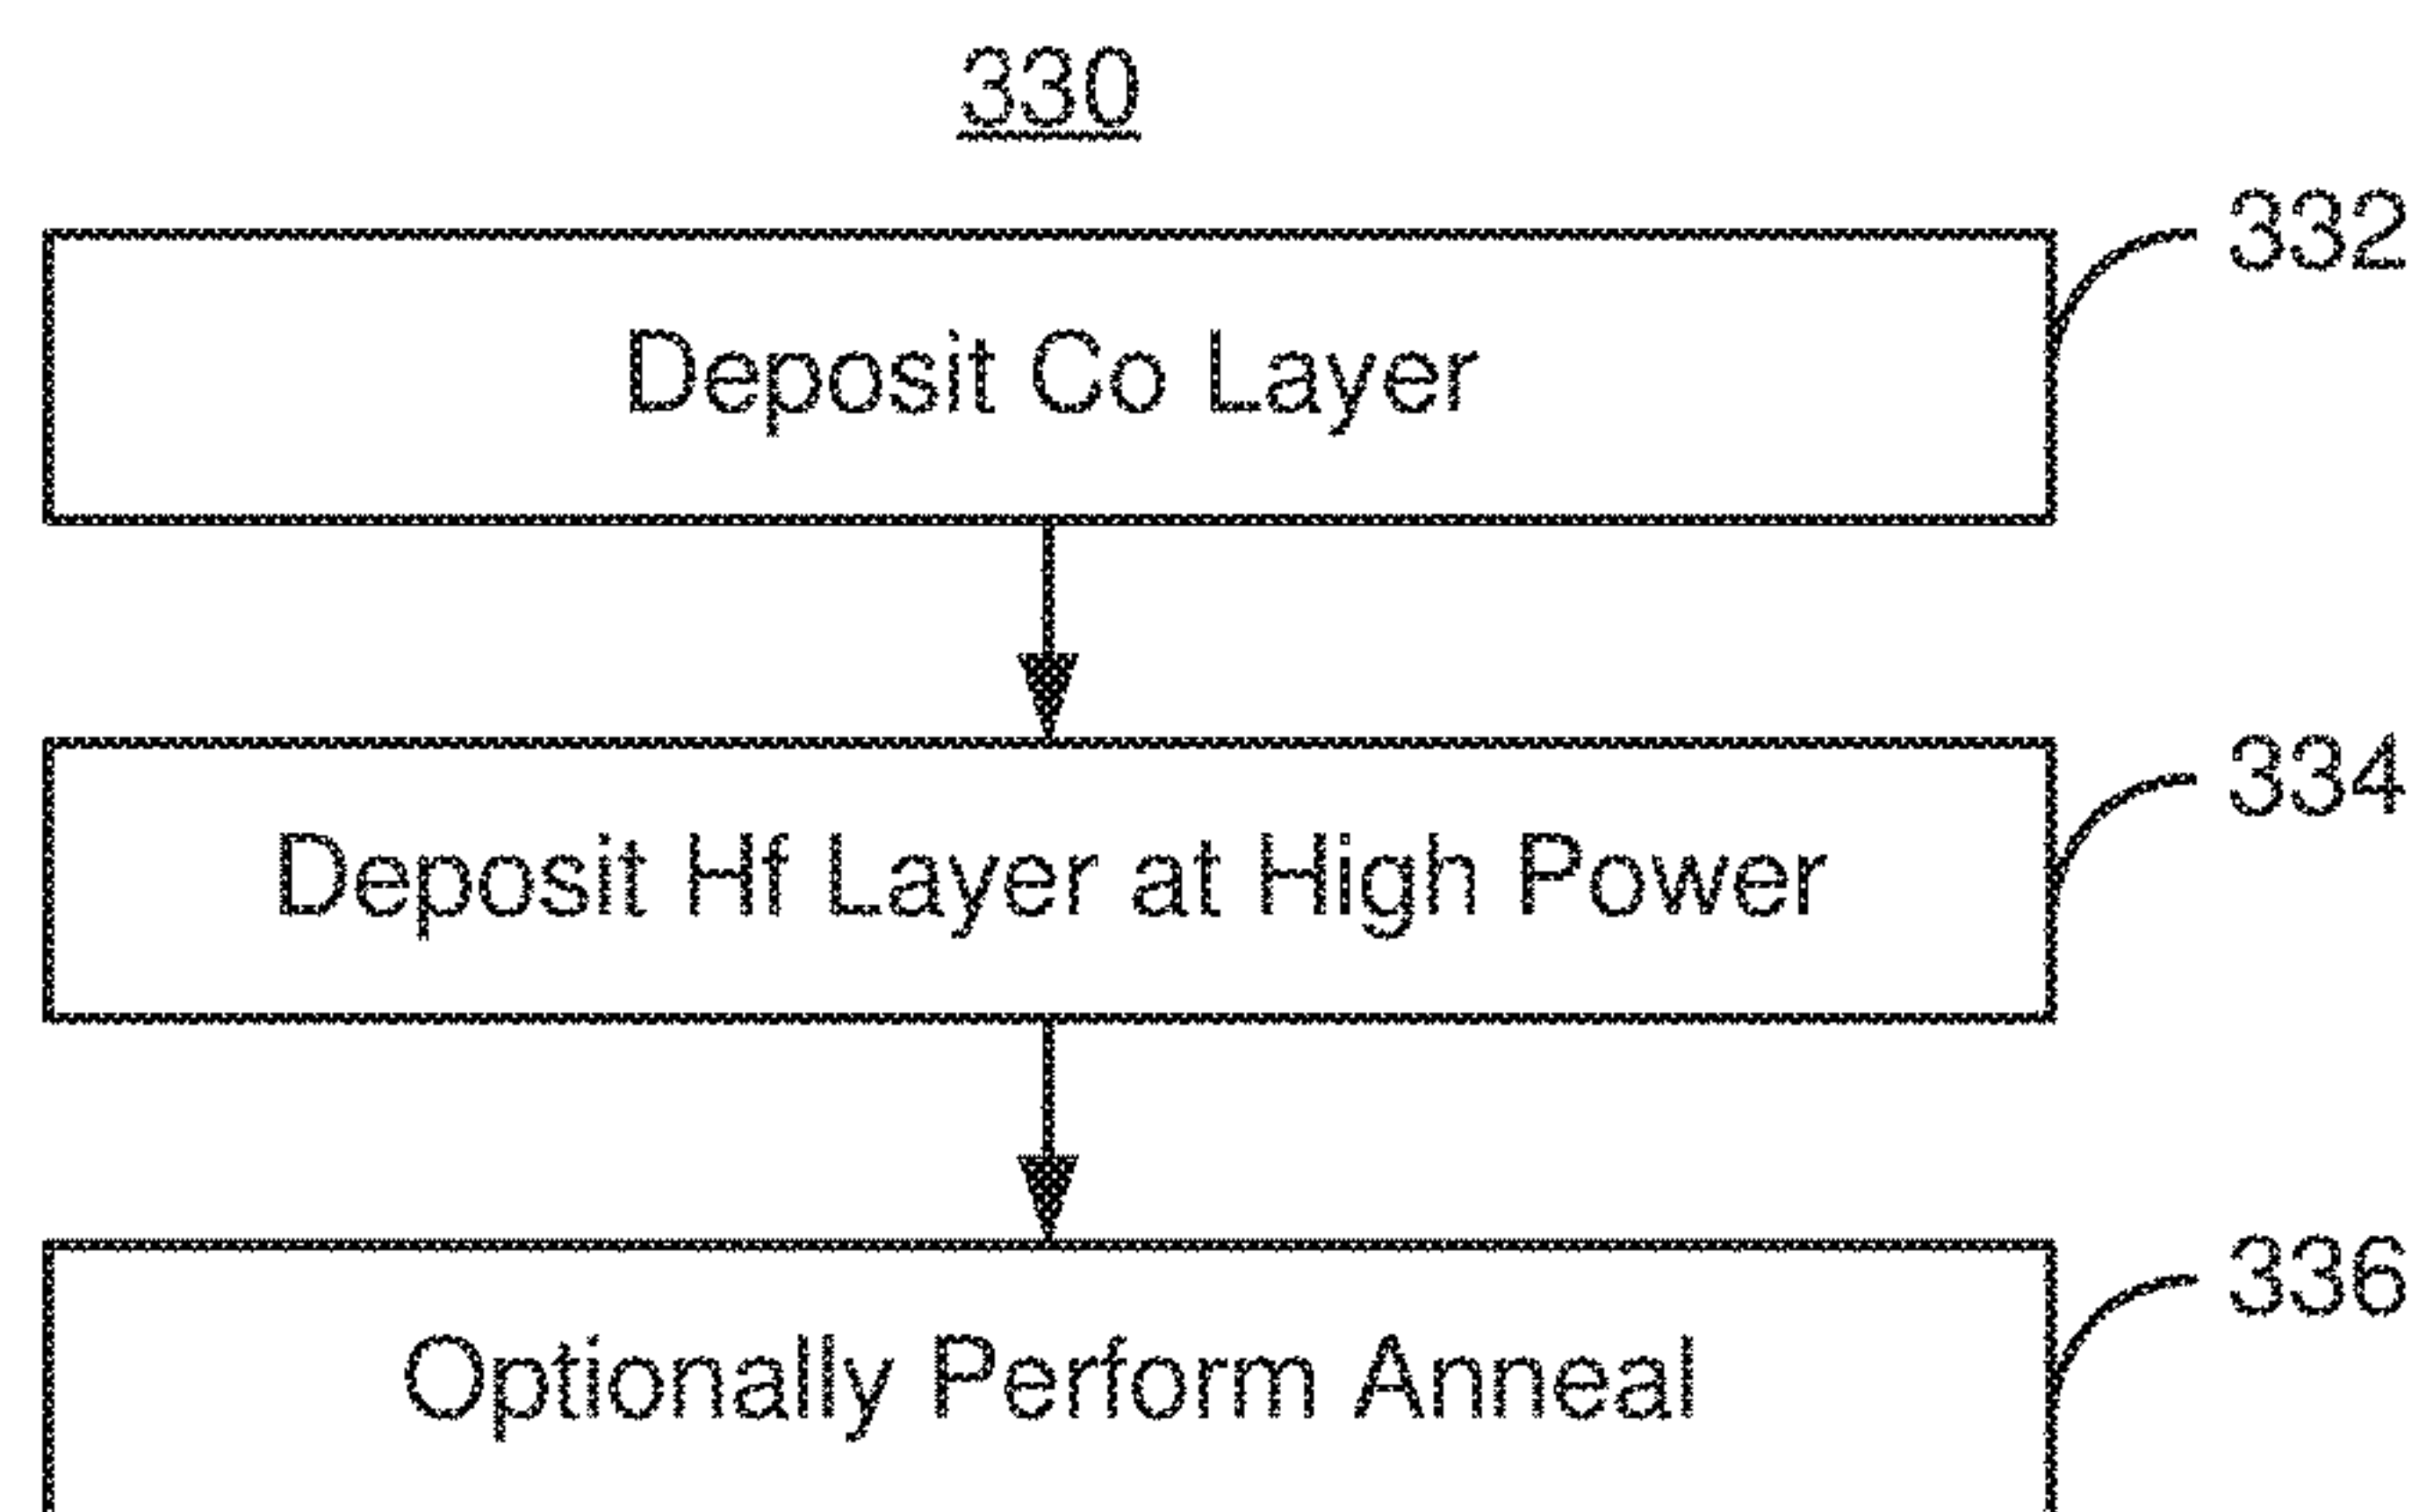 330
332
Deposit Co Layer
334
Deposit Hf Layer at High Power
336
Optionally Perform Anneal